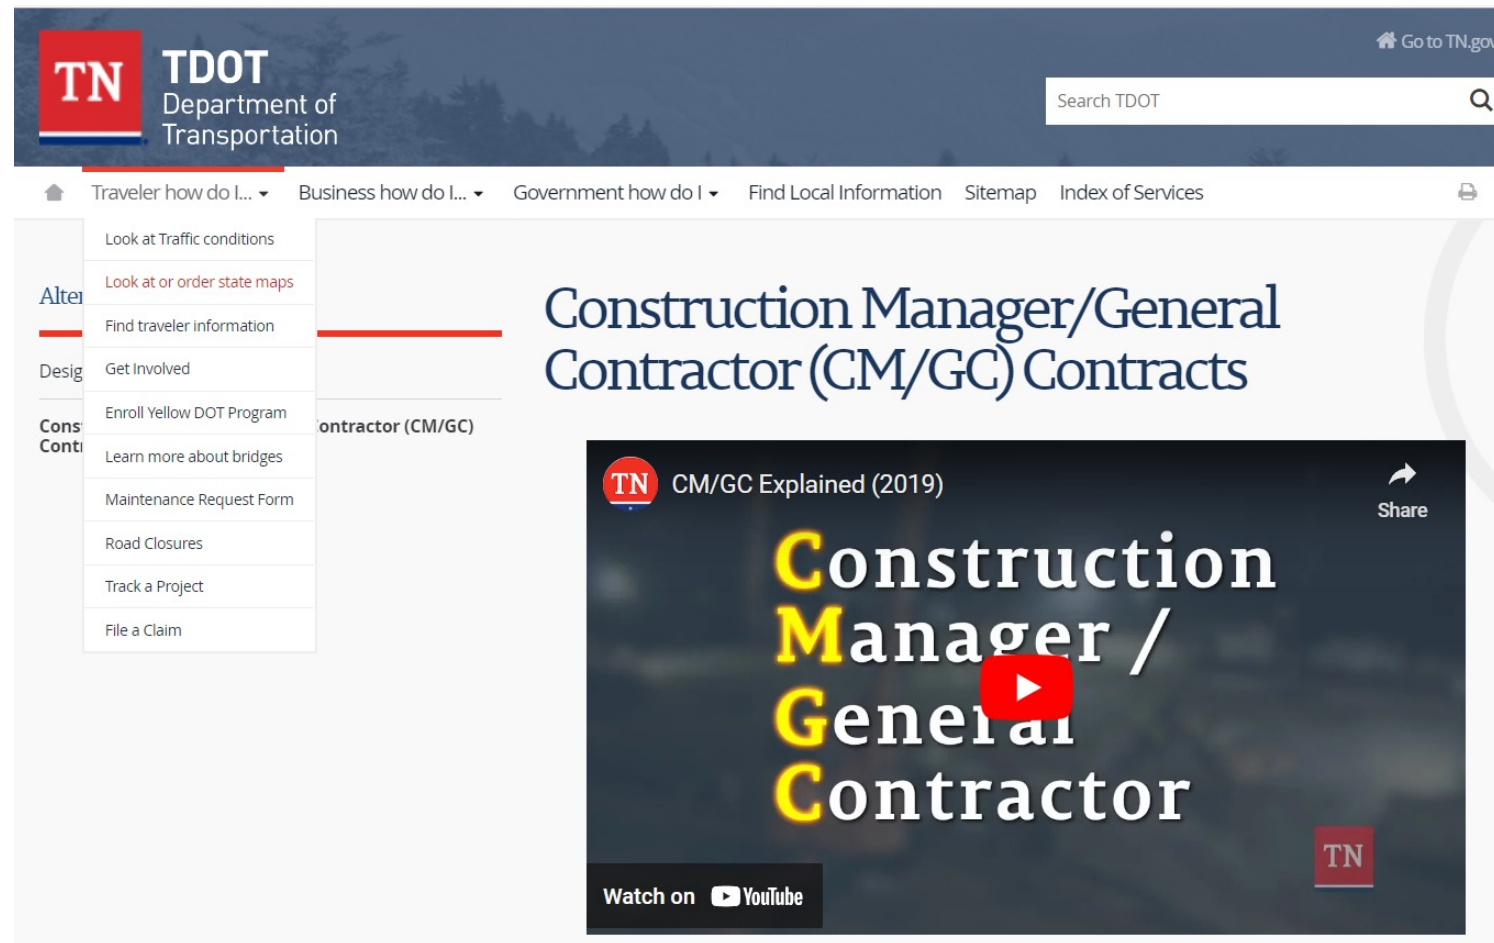 TN
TDOT
Department of
Transportation
Go to TN.gov
Search TDOT
Traveler how do I... Business how do I... Government how do I Find Local Information Sitemap Index of Services
Look at Traffic conditions
Look at or order state maps
Find traveler information
Get Involved
Enroll Yellow DOT Program
Learn more about bridges
Maintenance Request Form
Road Closures
Track a Project
File a Claim
ontractor (CM/GC)
Construction Manager/General
Contractor (CM/GC) Contracts
TN CM/GC Explained (2019)
Share
Construction
Manager /
General
Contractor
TN
Watch on YouTube